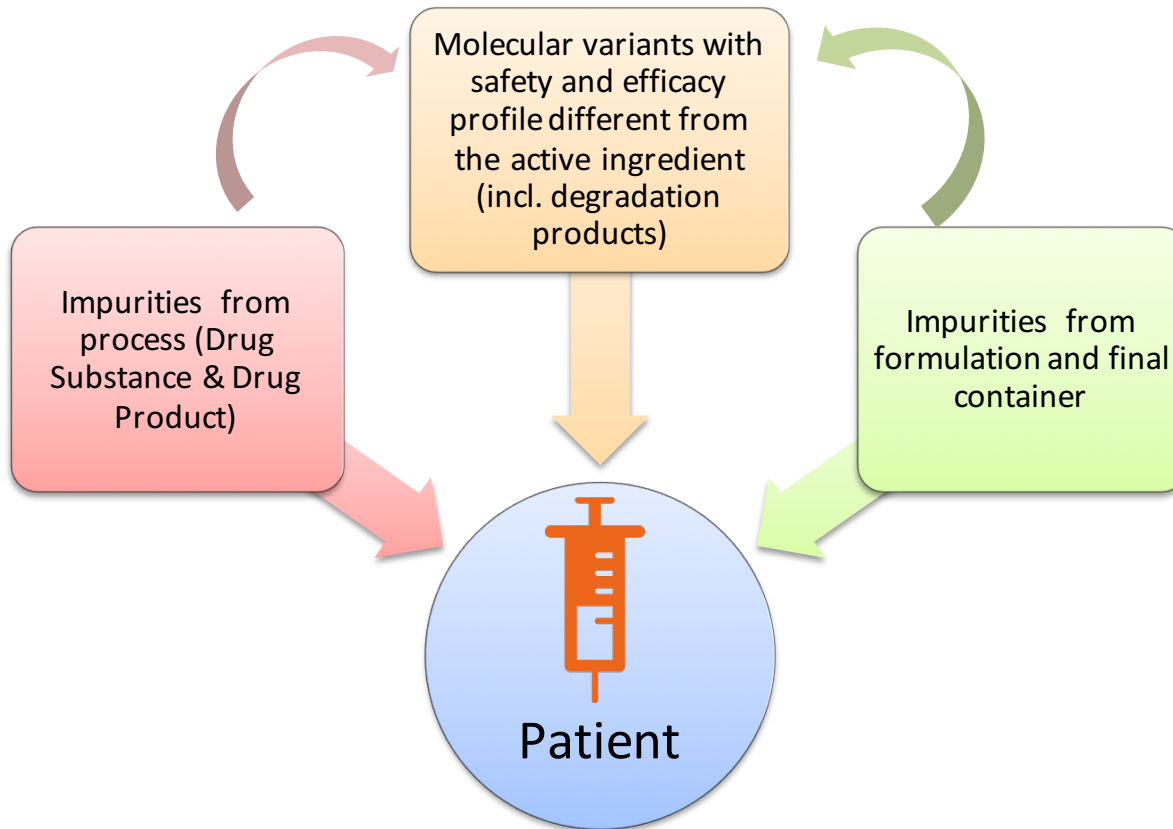 Molecular variants with
safety and efficacy
profile different from
the active ingredient
(incl. degradation
products)
Impurities from
process (Drug
Substance & Drug
Product)
Impurities from
formulation and final
container
Patient